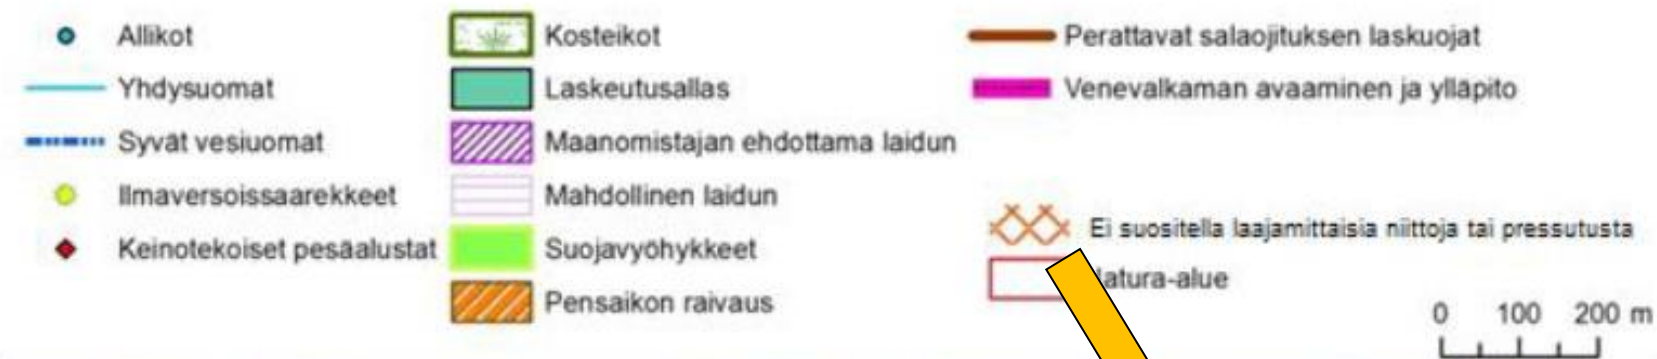 Allikot
Yhdysuomat
Syvät vesiuomat
Ilmaversoissaarekkeet
Keinotekoiset pesäalustat
Kosteikot
Laskeutusallas
Maanomistajan ehdottama laidun
Mahdollinen laidun
Suojavyöhykkeet
Pensaikon raivaus
Perattavat salaojituksen laskuojat
Venevalkaman avaaminen ja ylläpito
Ei suositella laajamittaisia niittoja tai pressutusta
atura-alue
0 100 200 m